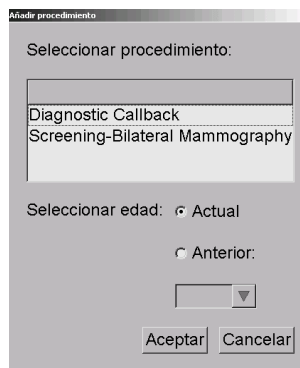 Añadir procedimiento
Seleccionar procedimiento:
Diagnostic Callback
Screening-Bilateral Mammography
Seleccionar edad: Actual
Anterior:
Aceptar Cancelar